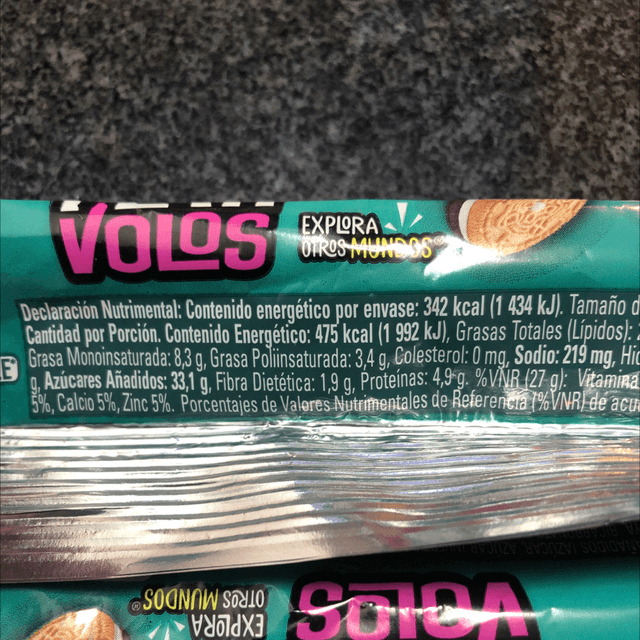 VOLOS
EXPLORA
OTROS MUNDOS®
Declaración Nutrimental: Contenido energético por envase: 342 kcal (1 434 kJ). Tamaño
Cantidad por Porción. Contenido Energético: 475 kcal (1 992 kJ), Grasas Totales (Lípidos):
Grasa Monoinsaturada: 8,3 g, Grasa Poliinsaturada: 3,4 g, Colesterol: 0 mg, Sodio: 219 mg,
g, Azúcares Añadidos: 33,1 g, Fibra Dietética: 1,9 g, Proteínas: 4,9 g. %VNR (27 g): Vitamina
5%, Calcio 5%, Zinc 5%. Porcentajes de Valores Nutrimentales de Referencia (%VNR) de
VOLOS
EXPLORA
OTROS MUNDOS®